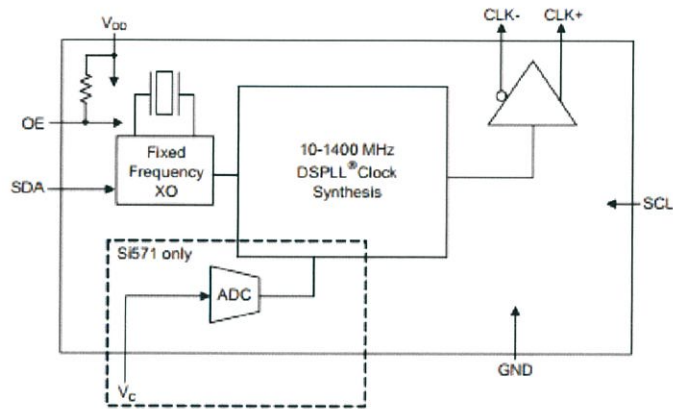 CLK- CLK+
VDD
OE
Fixed
Frequency
XO
10-1400 MHz
DSPLL® Clock
Synthesis
SDA
SCL
Si571 only
ADC
VC
GND